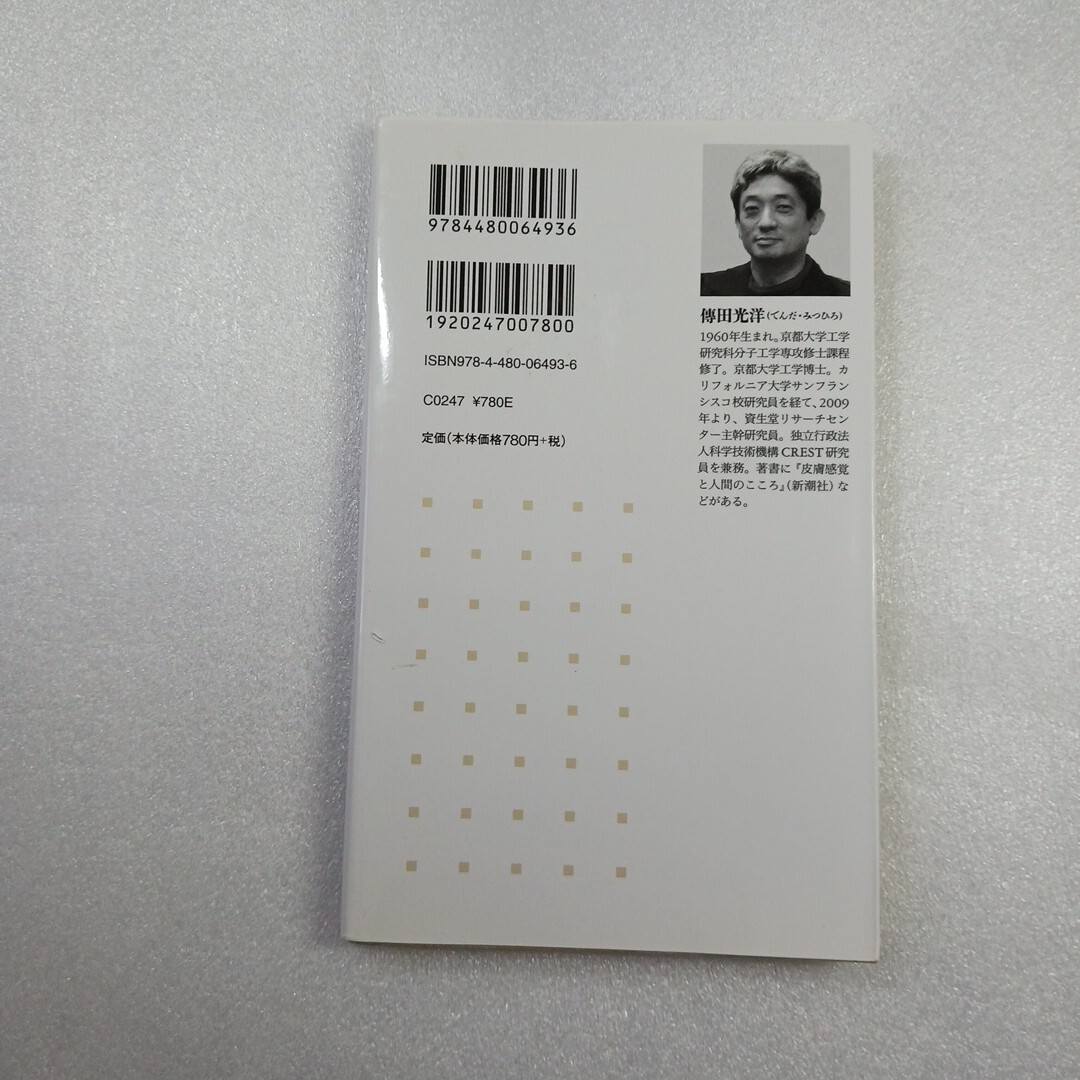 9784480064936
1920247007800
ISBN978-4-480-06493-6
C0247 ¥780E
定価(本体価格780円+税)
傳田光洋(でんだ・みつひろ)
1960年生まれ。京都大学工学
研究科分子工学専攻修士課程
修了。京都大学工学博士。カ
リフォルニア大学サンフラン
シスコ校研究員を経て、2009
年より、資生堂リサーチセン
ター主幹研究員。独立行政法
人科学技術機構CREST研究
員を兼務。著書に『皮膚感覚
と人間のこころ』(新潮社)な
どがある。